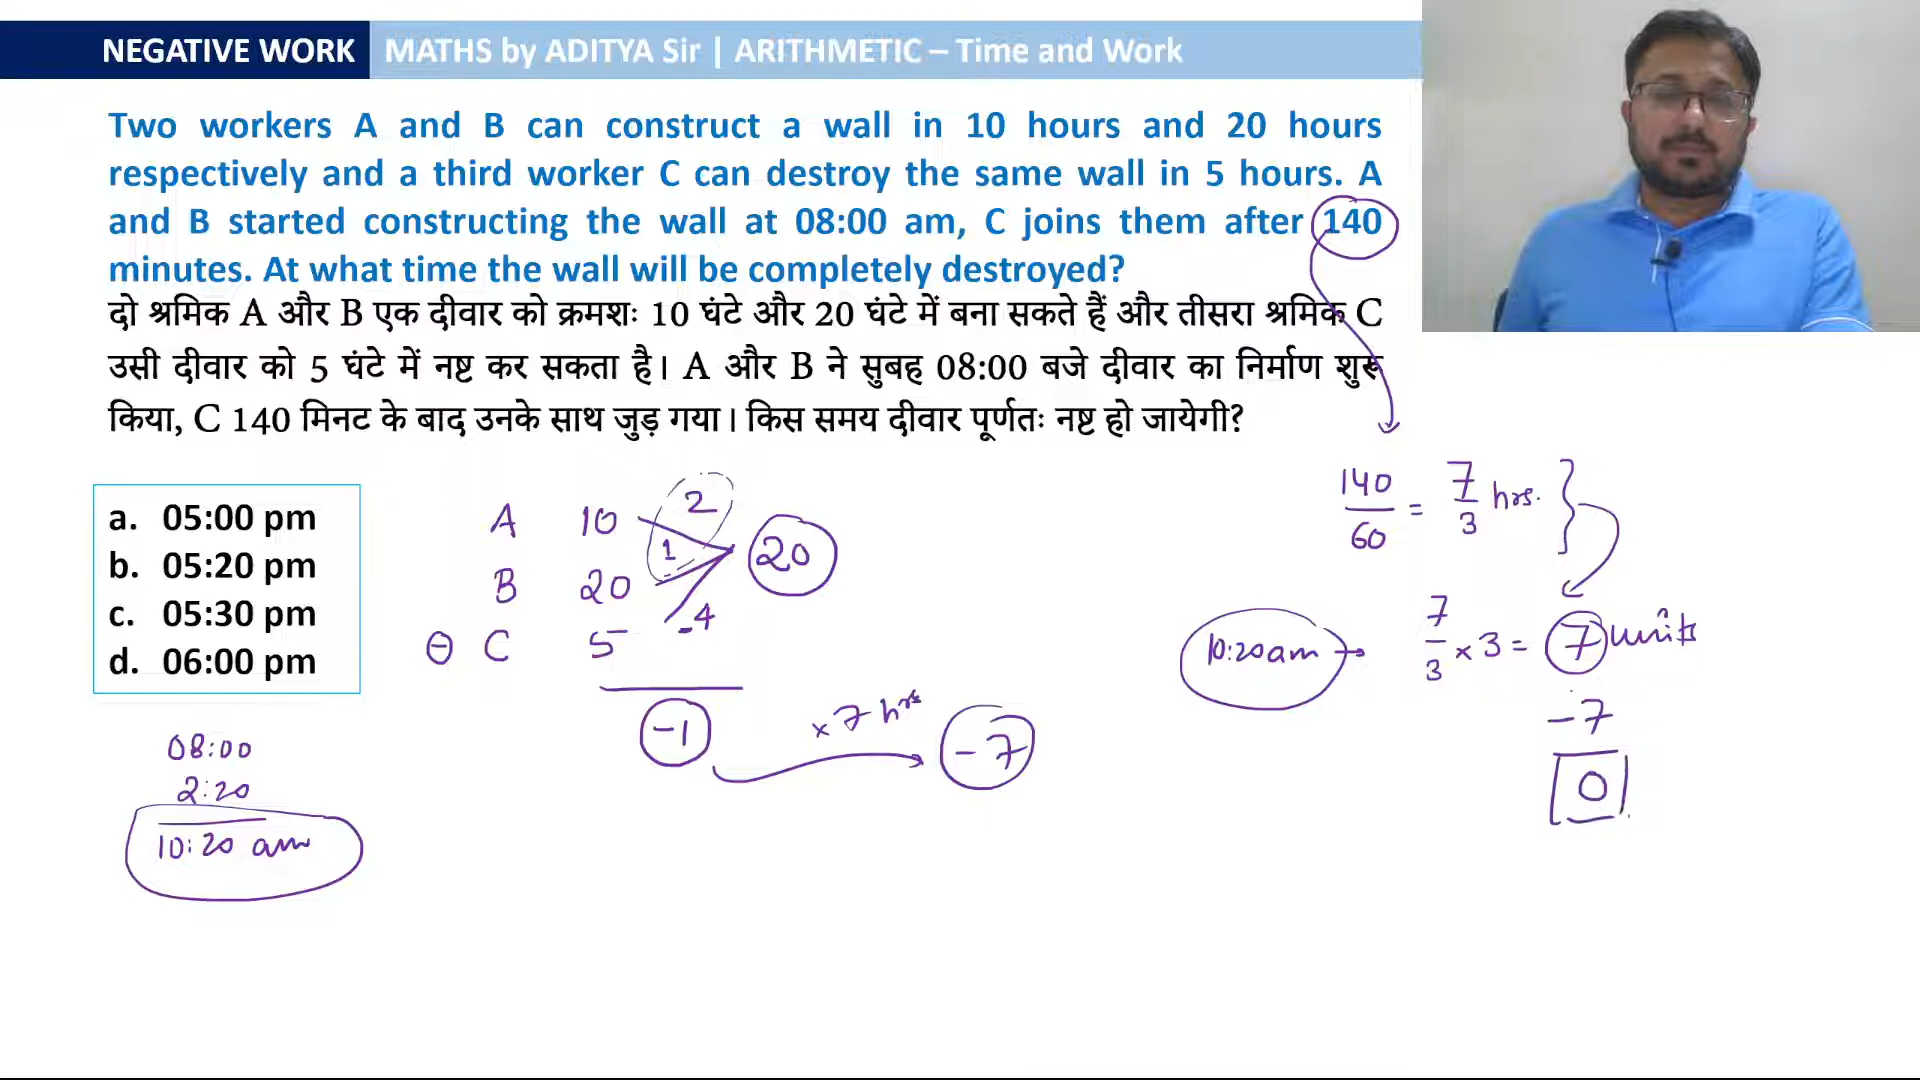 NEGATIVE WORK MATHS by ADITYA Sir | ARITHMETIC – Time and Work
Two workers A and B can construct a wall in 10 hours and 20 hours
respectively and a third worker C can destroy the same wall in 5 hours. A
and B started constructing the wall at 08:00 am, C joins them after 140
minutes. At what time the wall will be completely destroyed?
दो श्रमिक A और B एक दीवार को क्रमशः 10 घंटे और 20 घंटे में बना सकते हैं और तीसरा श्रमिक C
उसी दीवार को 5 घंटे में नष्ट कर सकता है। A और B ने सुबह 08:00 बजे दीवार का निर्माण शुरू
किया, C 140 मिनट के बाद उनके साथ जुड़ गया। किस समय दीवार पूर्णतः नष्ट हो जायेगी?
a. 05:00 pm
b. 05:20 pm
c. 05:30 pm
d. 06:00 pm
A 10 2
1 20
B 20
-4
⊖ C 5
-1 × 7 hrs -7
08:00
2:20
10:20 am
140/60 = 7/3 hrs.
10:20am → 7/3 × 3 = 7 units
-7
0